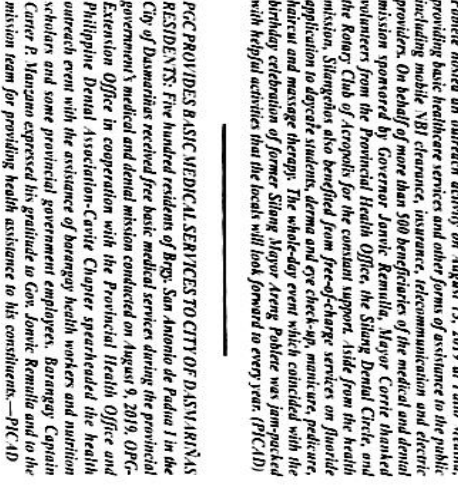 hosted an outreach activity on August 2019 at
providing basic healthcare services and other forms of assistance to the public
including mobile NBI clearance, insurance, telecommunication and electric
providers. On behalf of more than 500 beneficiaries of the medical and dental
mission sponsored by Governor Jonvic Remulla, Mayor Corrie thanked
volunteers from the Provincial Health Office, the Silang Dental Circle, and
the Rotary Club of Acropolis for the constant support. Aside from the health
mission, Silangeños also benefited from free-of-charge services on fluoride
application to daycare students, derma and eye check-up, manicure, pedicure,
haircut and massage therapy. The whole-day event which coincided with the
birthday celebration of former Silang Mayor Areng Poblete was jam-packed
with helpful activities that the locals will look forward to every year. (PICAD)
PGC PROVIDES BASIC MEDICAL SERVICES TO CITY OF DASMARIÑAS
RESIDENTS: Five hundred residents of Brgy. San Antonio de Padua I in the
City of Dasmariñas received free basic medical services during the provincial
government's medical and dental mission conducted on August 9, 2019, OPG-
Extension Office in cooperation with the Provincial Health Office and
Philippine Dental Association-Cavite Chapter spearheaded the health
outreach event with the assistance of barangay health workers and nutrition
scholars and some provincial government employees. Barangay Captain
Carner P. Manzano expressed his gratitude to Gov. Jonvic Remulla and to the
mission team for providing health assistance to his constituents.—PICAD